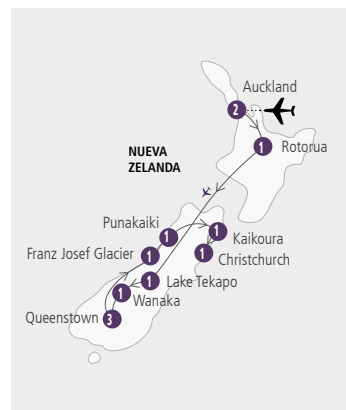 Auckland
2
1
Rotorua
NUEVA
ZELANDA
Punakaiki
1
1
Kaikoura
Franz Josef Glacier
1
1
Christchurch
1
Lake Tekapo
1
Wanaka
Queenstown
3